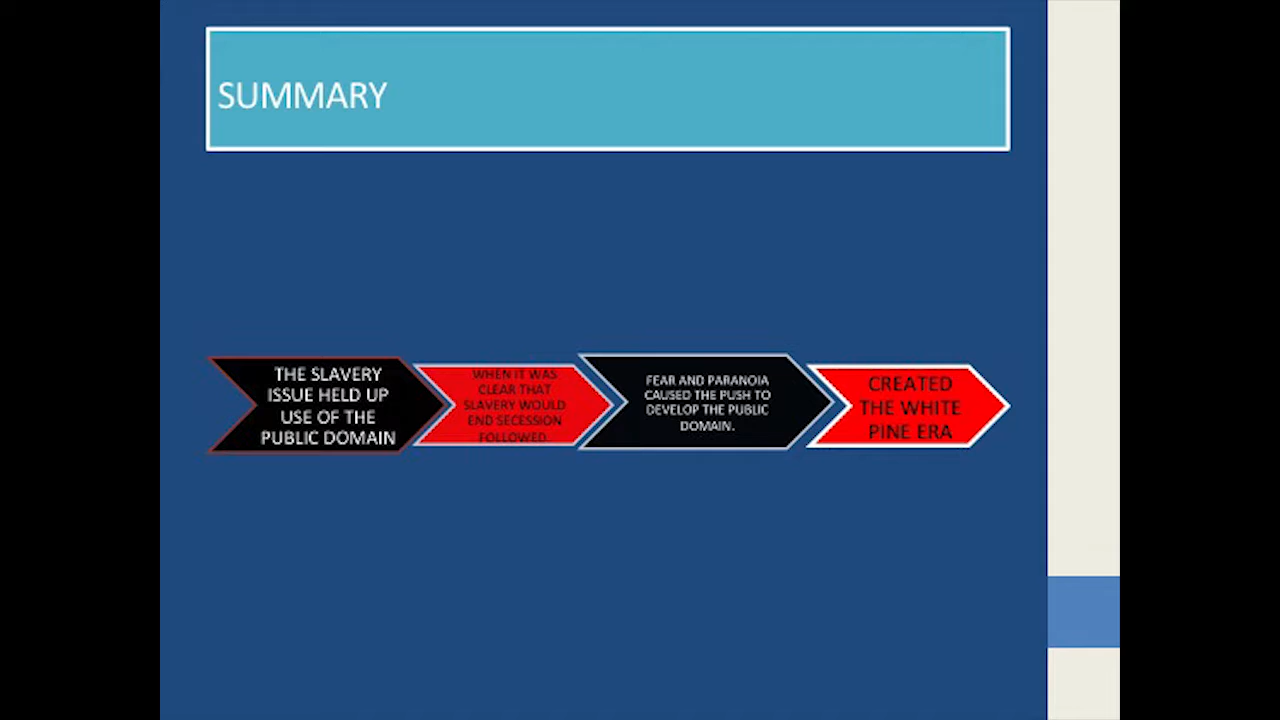 SUMMARY
THE SLAVERY
ISSUE HELD UP
USE OF THE
PUBLIC DOMAIN
WHEN IT WAS
CLEAR THAT
SLAVERY WOULD
END SECESSION
FOLLOWED.
FEAR AND PARANOIA
CAUSED THE PUSH TO
DEVELOP THE PUBLIC
DOMAIN.
CREATED
THE WHITE
PINE ERA